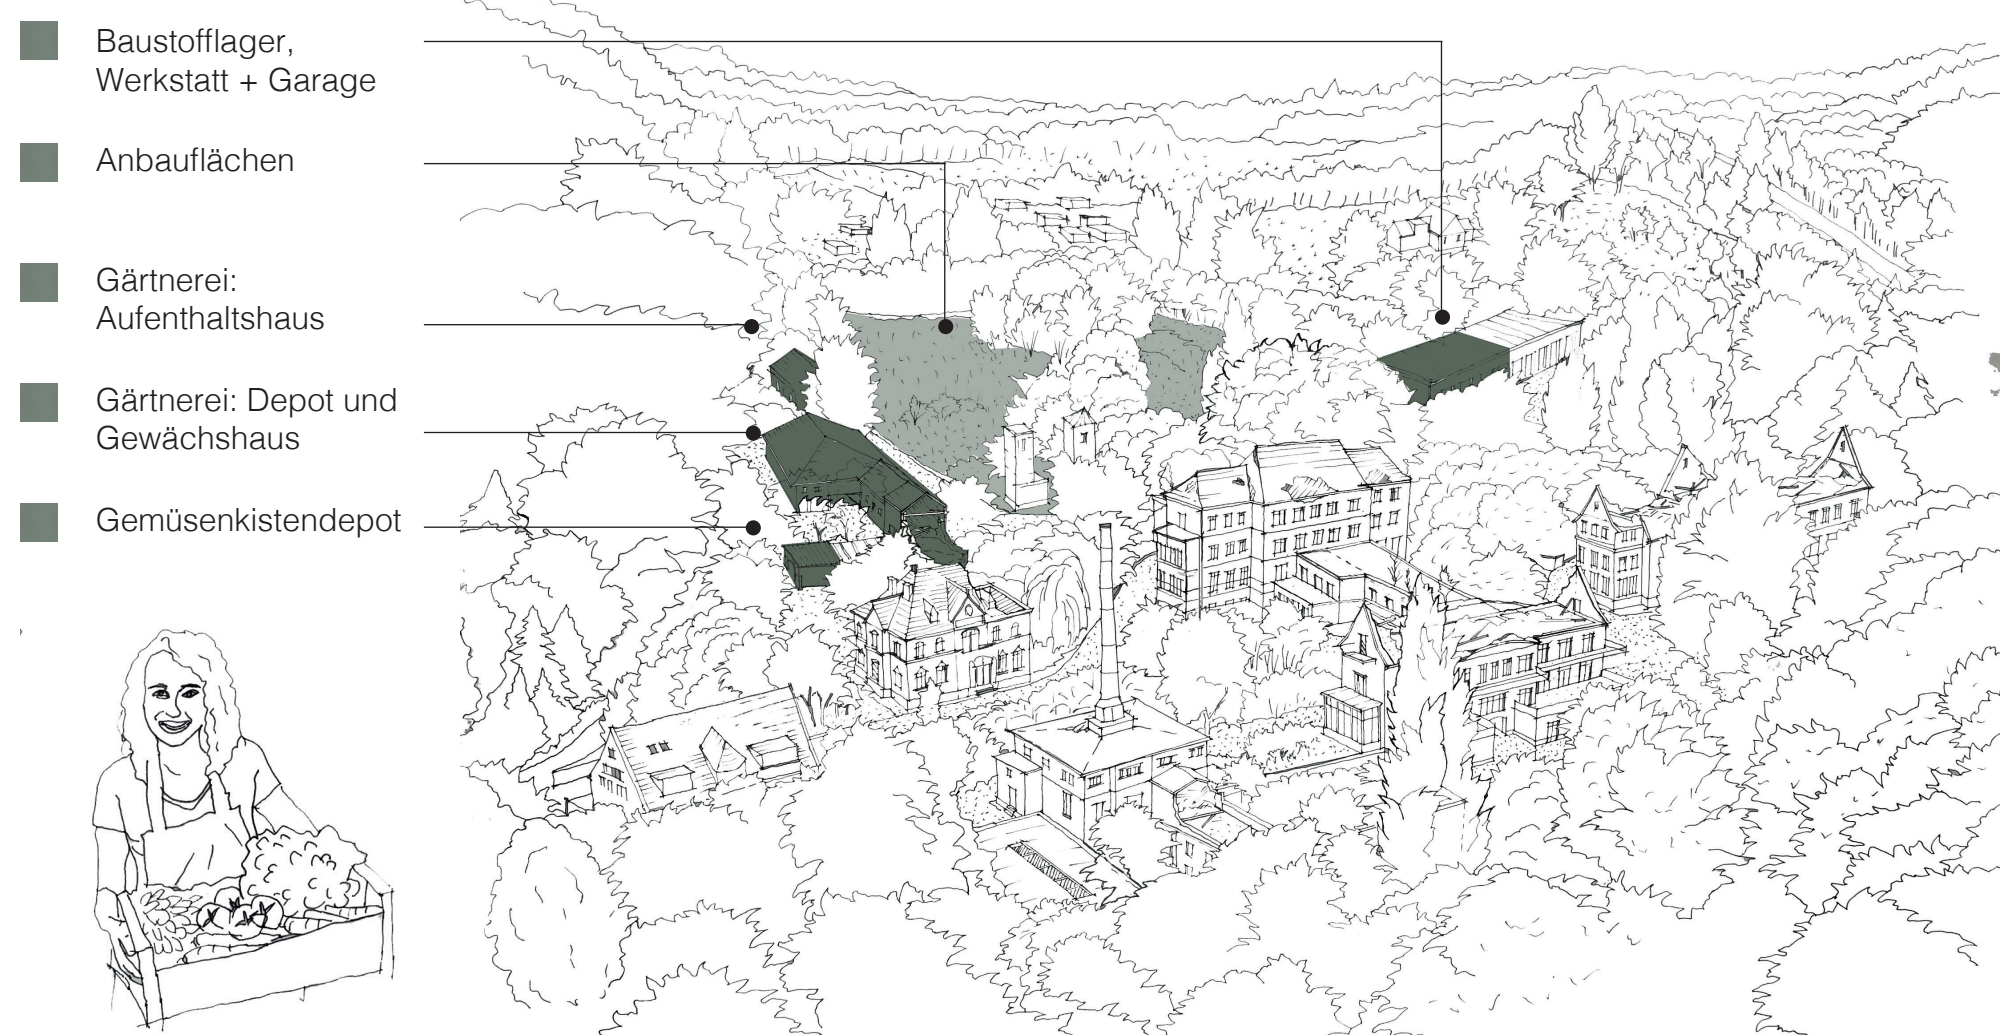 Baustofflager,
Werkstatt + Garage
Anbauflächen
Gärtnerei:
Aufenthaltshaus
Gärtnerei: Depot und
Gewächshaus
Gemüsenkistendepot